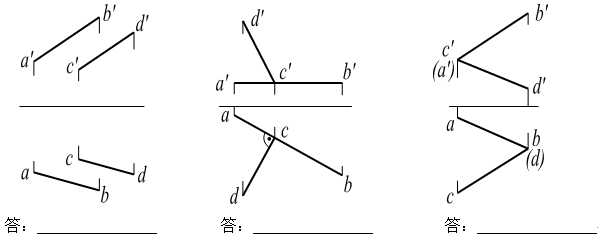 a' b' c' d'
a b c d
答：
d'
a' c' b'
a c
d b
答：
b'
c'
(a')
d'
a b
(d)
c
答：